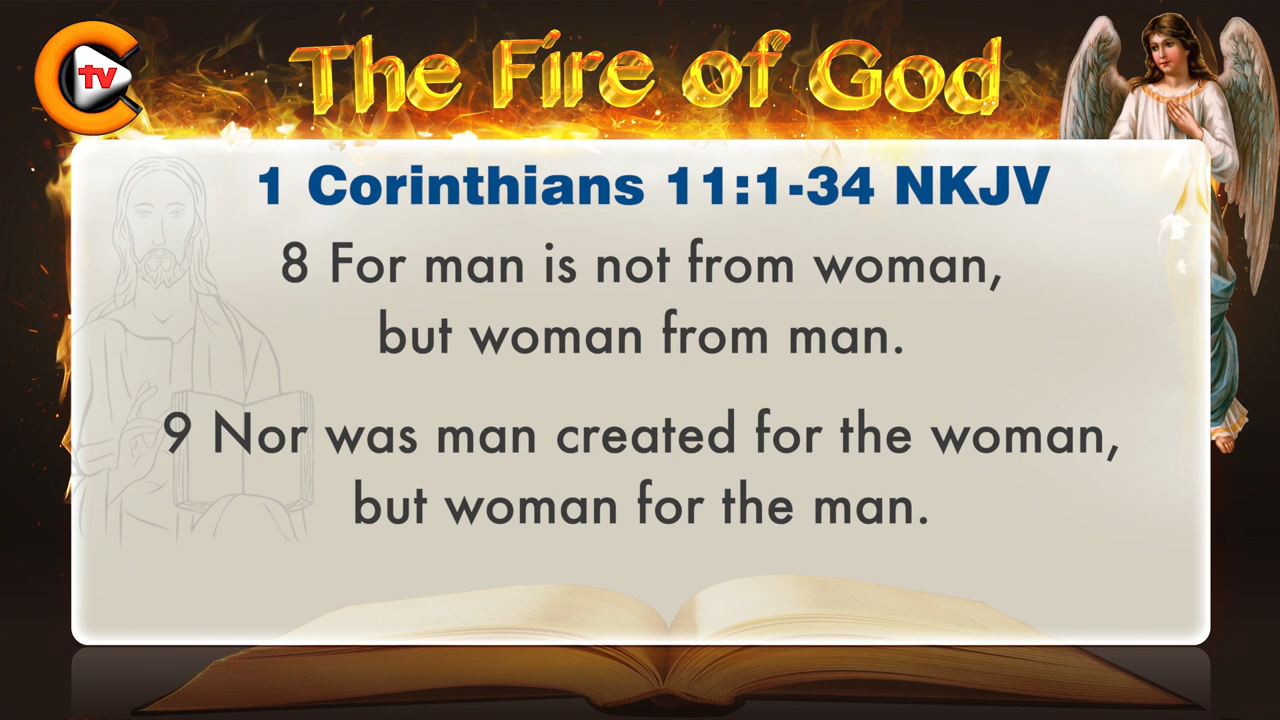 tv
The Fire of God
1 Corinthians 11:1-34 NKJV
8 For man is not from woman,
but woman from man.
9 Nor was man created for the woman,
but woman for the man.